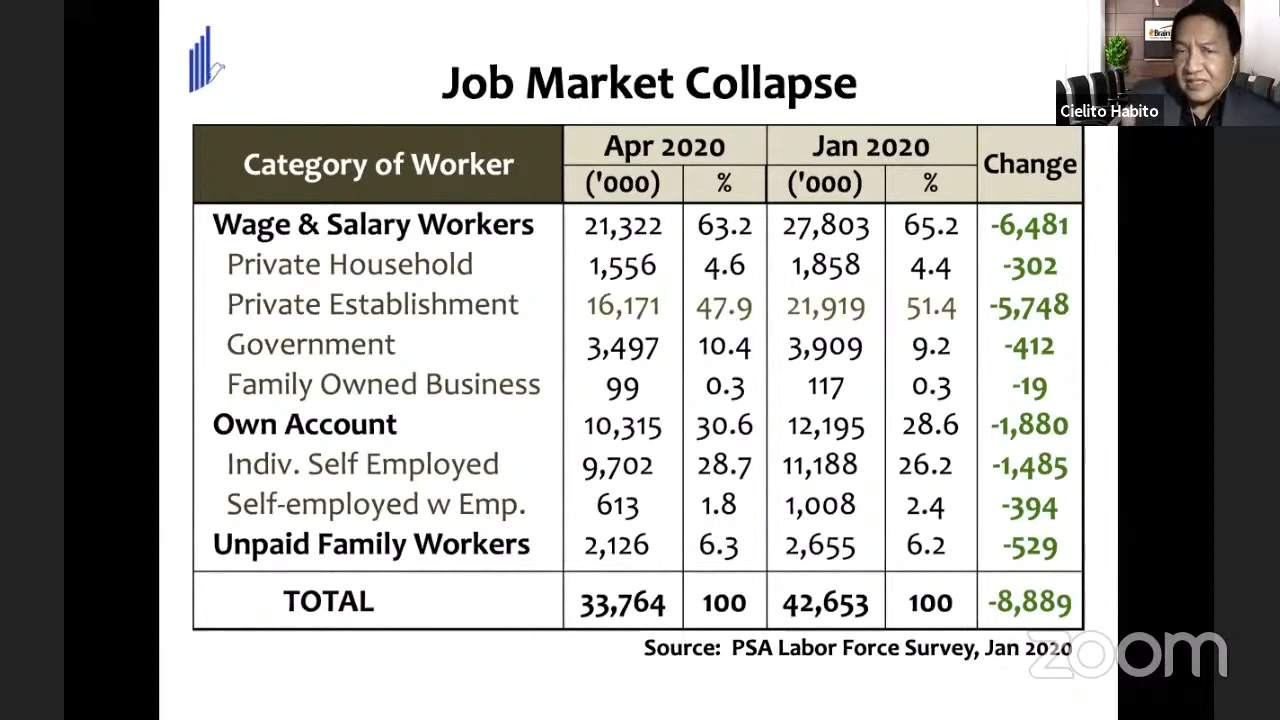 Job Market Collapse
Brain
Cielito Habito
Category of Worker Apr 2020 Jan 2020 Change
('000) % ('000) %
Wage & Salary Workers 21,322 63.2 27,803 65.2 -6,481
Private Household 1,556 4.6 1,858 4.4 -302
Private Establishment 16,171 47.9 21,919 51.4 -5,748
Government 3,497 10.4 3,909 9.2 -412
Family Owned Business 99 0.3 117 0.3 -19
Own Account 10,315 30.6 12,195 28.6 -1,880
Indiv. Self Employed 9,702 28.7 11,188 26.2 -1,485
Self-employed w Emp. 613 1.8 1,008 2.4 -394
Unpaid Family Workers 2,126 6.3 2,655 6.2 -529
TOTAL 33,764 100 42,653 100 -8,889
Source: PSA Labor Force Survey, Jan 2020
zoom